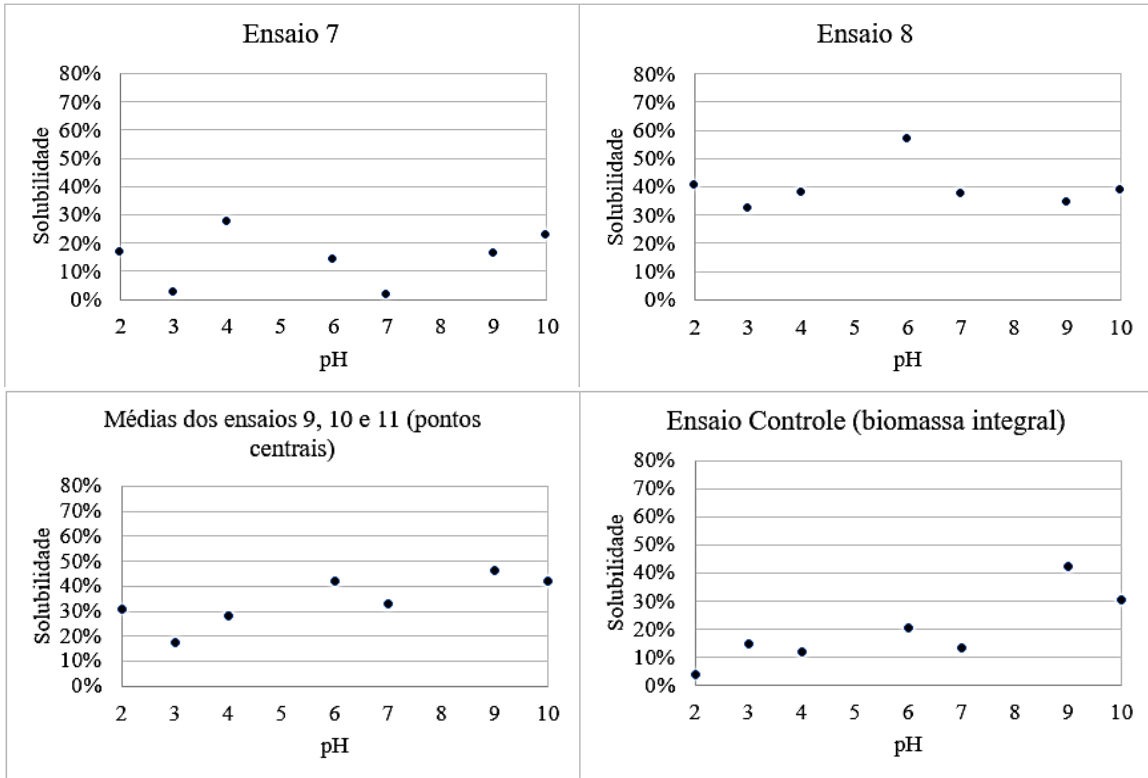 Ensaio 7
80%
70%
60%
50%
40%
30%
20%
10%
0%
Solubilidade
2 3 4 5 6 7 8 9 10
pH
Ensaio 8
80%
70%
60%
50%
40%
30%
20%
10%
0%
Solubilidade
2 3 4 5 6 7 8 9 10
pH
Médias dos ensaios 9, 10 e 11 (pontos
centrais)
80%
70%
60%
50%
40%
30%
20%
10%
0%
Solubilidade
2 3 4 5 6 7 8 9 10
pH
Ensaio Controle (biomassa integral)
80%
70%
60%
50%
40%
30%
20%
10%
0%
Solubilidade
2 3 4 5 6 7 8 9 10
pH